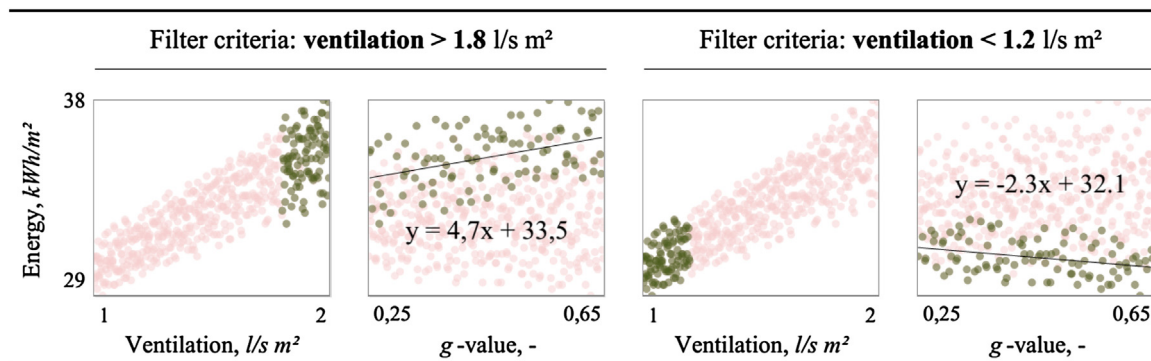 Filter criteria: ventilation > 1.8 l/s m²
Filter criteria: ventilation < 1.2 l/s m²
Energy, kWh/m²
38
29
y = 4,7x + 33,5
y = -2.3x + 32.1
1 2
0,25 0,65
1 2
0,25 0,65
Ventilation, l/s m²
g -value, -
Ventilation, l/s m²
g -value, -